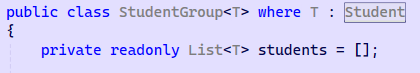 public class StudentGroup<T> where T : Student
{
    private readonly List<T> students = [];